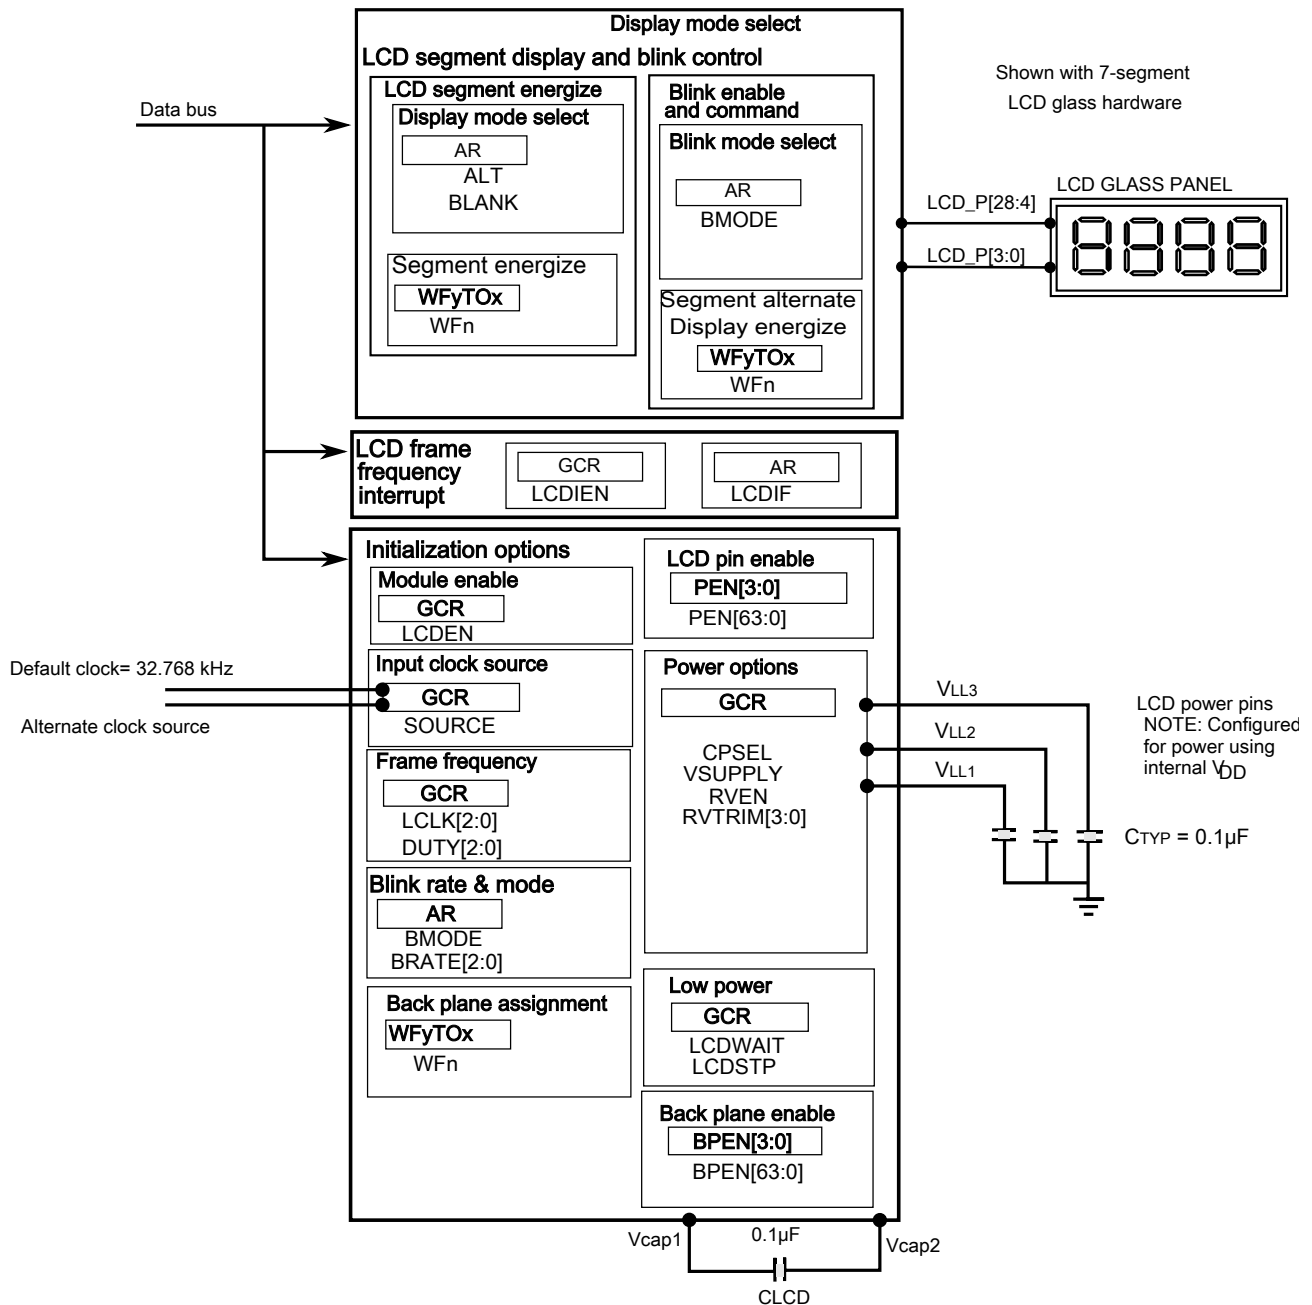 Display mode select
LCD segment display and blink control
LCD segment energize
Display mode select
AR
ALT
BLANK
Segment energize
WFyTOx
WFn
Blink enable
and command
Blink mode select
AR
BMODE
Segment alternate
Display energize
WFyTOx
WFn
Data bus
Shown with 7-segment
LCD glass hardware
LCD_P[28:4]
LCD_P[3:0]
LCD GLASS PANEL
8888
LCD frame
frequency
interrupt
GCR
LCDIEN
AR
LCDIF
Initialization options
Module enable
GCR
LCDEN
Input clock source
GCR
SOURCE
Default clock= 32.768 kHz
Alternate clock source
Frame frequency
GCR
LCLK[2:0]
DUTY[2:0]
Blink rate & mode
AR
BMODE
BRATE[2:0]
Back plane assignment
WFyTOx
WFn
LCD pin enable
PEN[3:0]
PEN[63:0]
Power options
GCR
CPSEL
VSUPPLY
RVEN
RVTRIM[3:0]
Low power
GCR
LCDWAIT
LCDSTP
Back plane enable
BPEN[3:0]
BPEN[63:0]
VLL3
VLL2
VLL1
LCD power pins
NOTE: Configured
for power using
internal VDD
CTYP = 0.1µF
Vcap1
0.1µF
Vcap2
CLCD